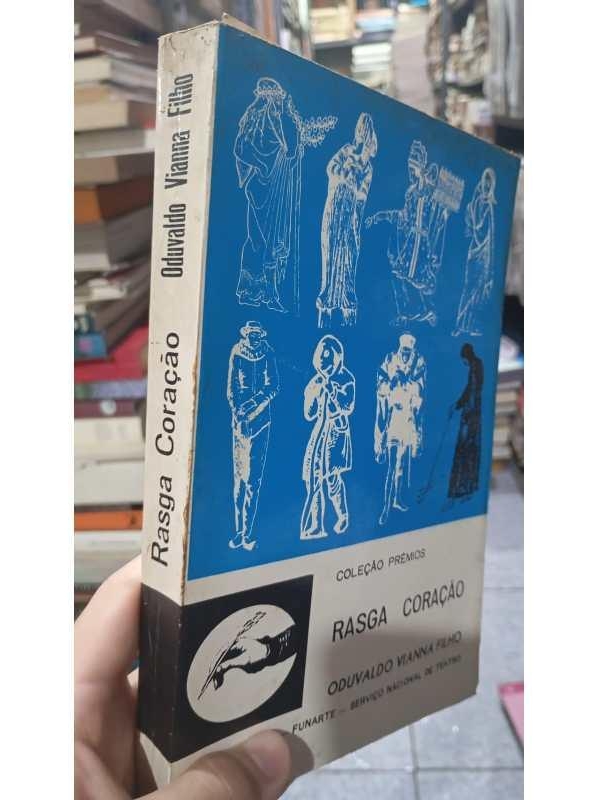 Rasga Coração Oduvaldo Vianna Filho
COLEÇÃO PRÊMIOS
RASGA CORAÇÃO
ODUVALDO VIANNA FILHO
FUNARTE — SERVIÇO NACIONAL DE TEATRO